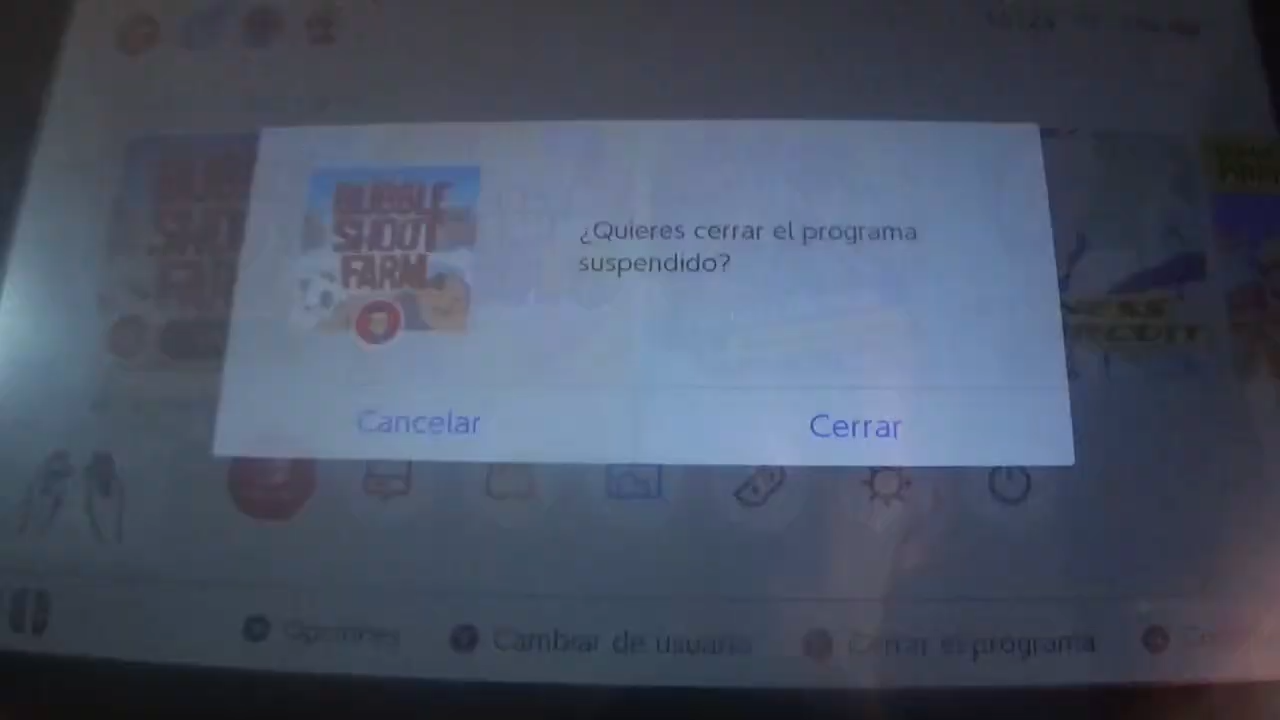 BUBBLE
SHOOT
FARM
¿Quieres cerrar el programa
suspendido?
Cancelar
Cerrar
Opciones
Cambiar de usuario
Cerrar el programa